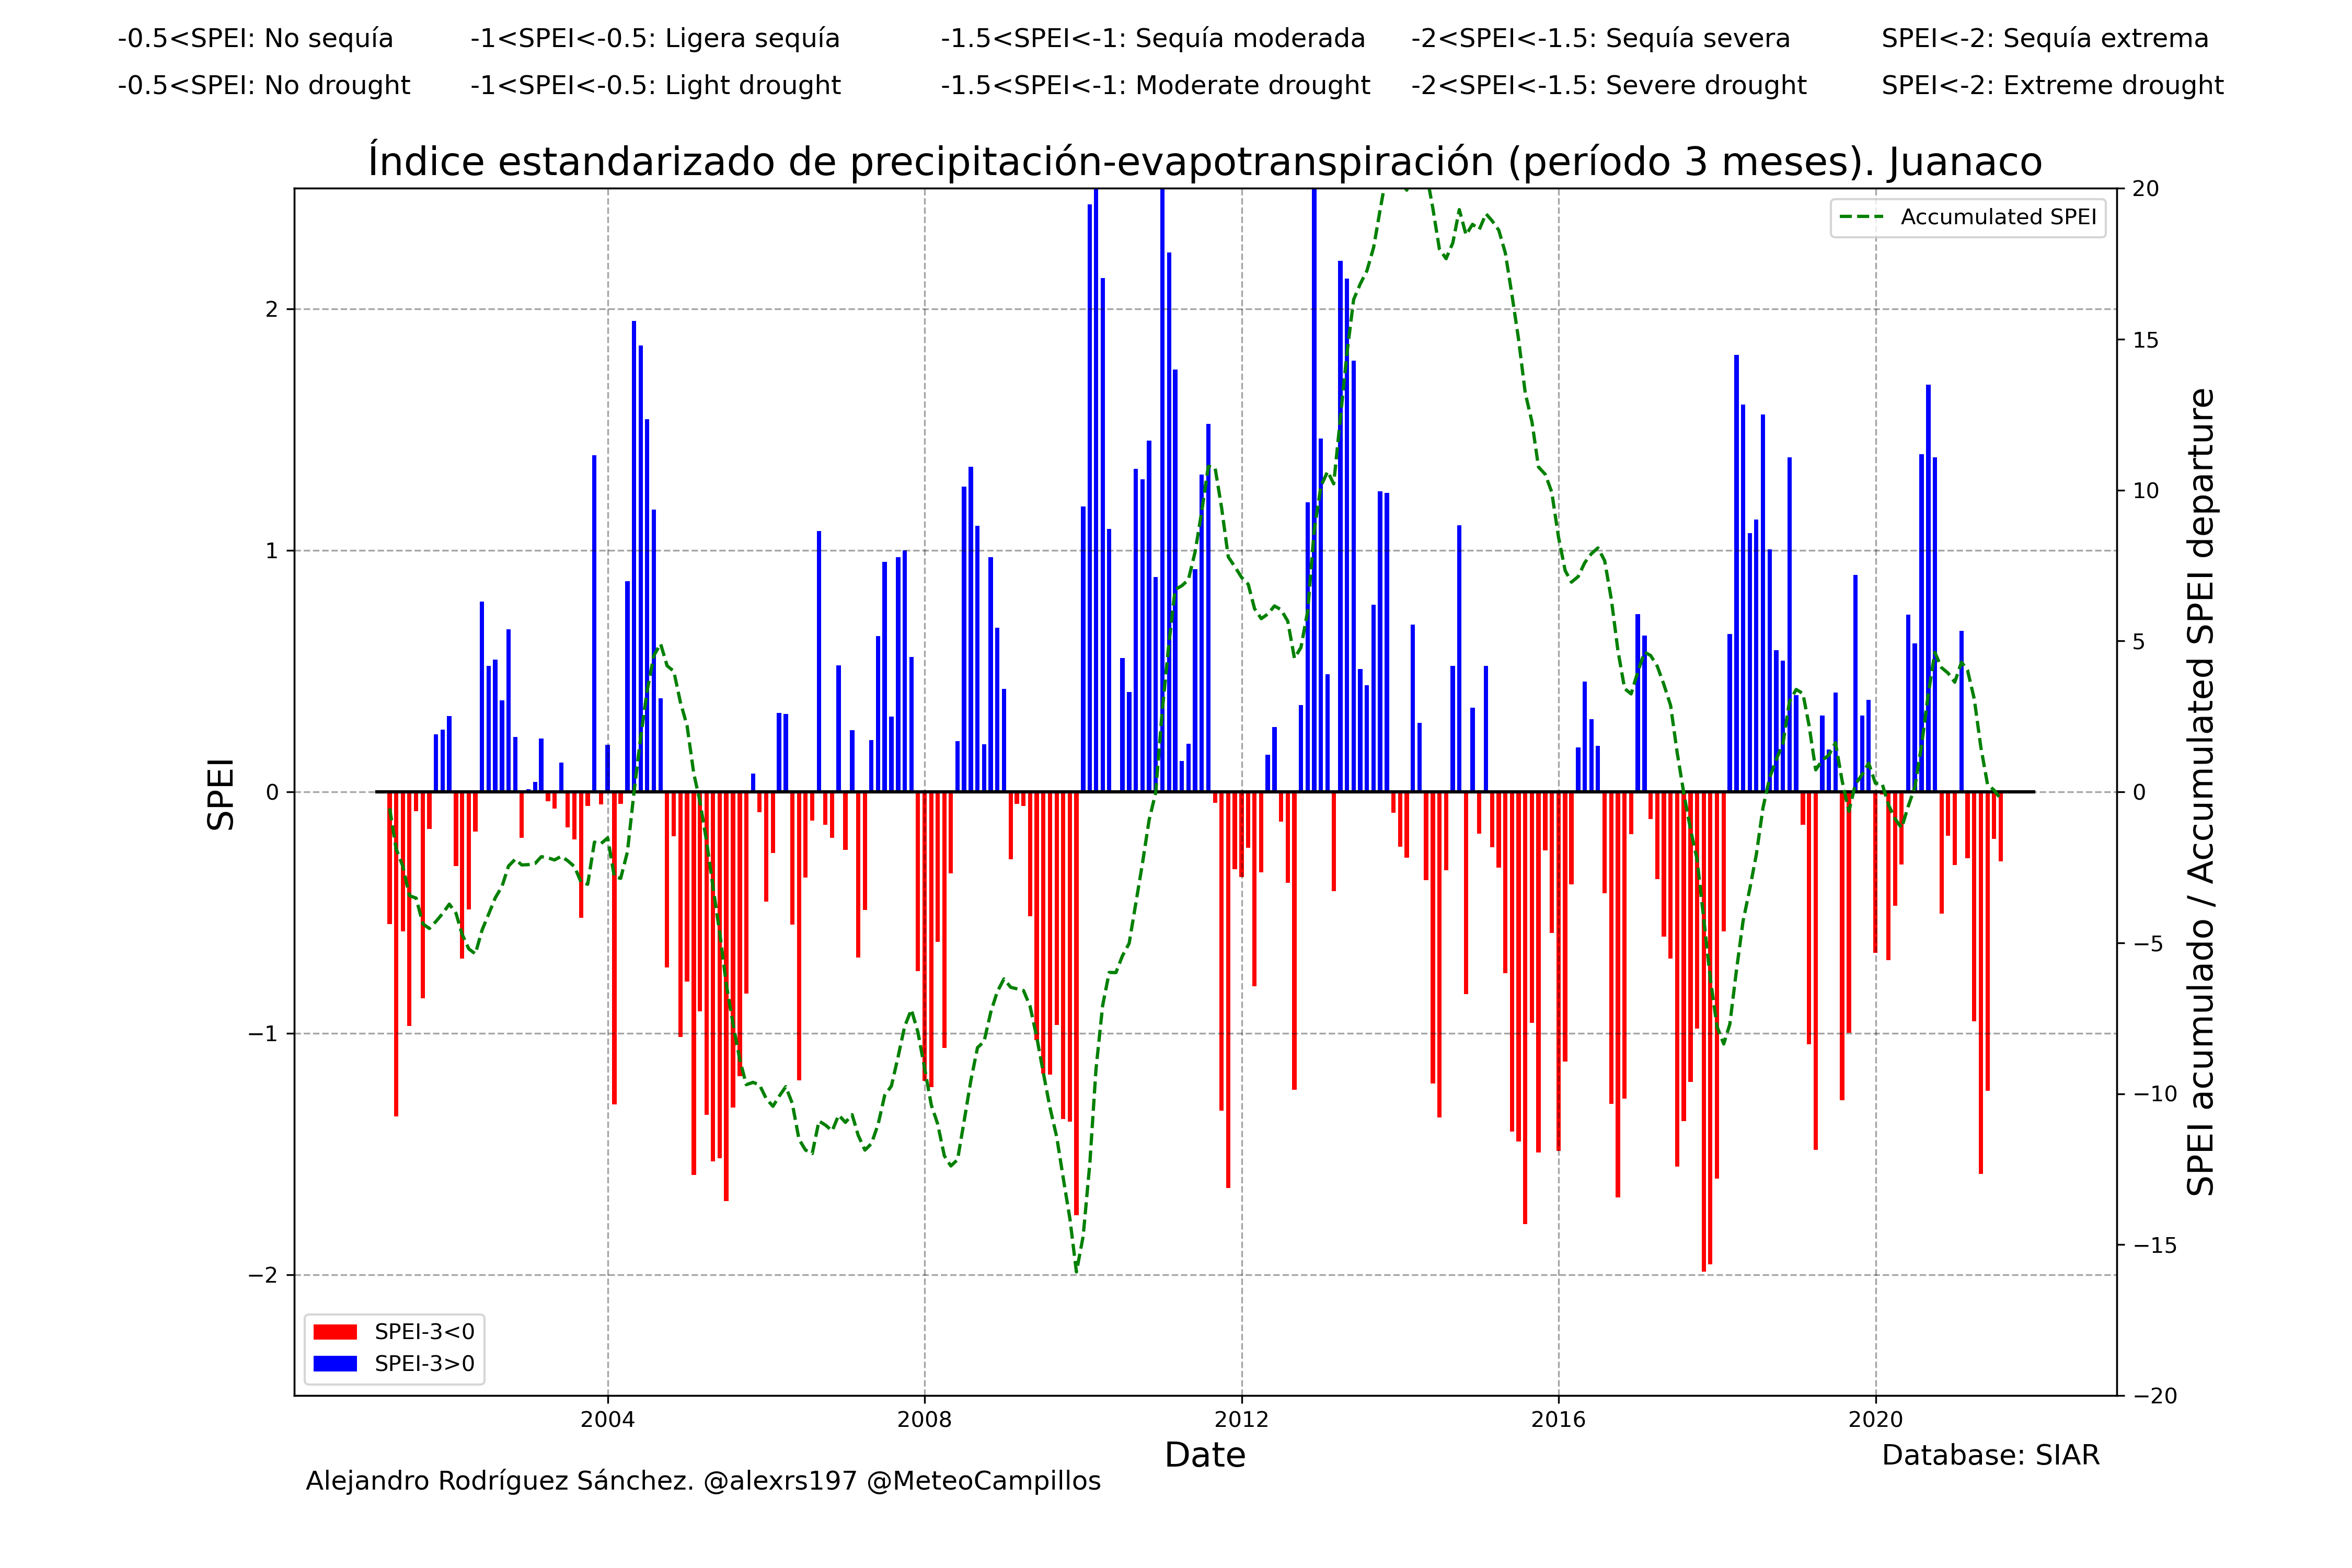 -0.5<SPEI: No sequía -1<SPEI<-0.5: Ligera sequía -1.5<SPEI<-1: Sequía moderada -2<SPEI<-1.5: Sequía severa SPEI<-2: Sequía extrema
-0.5<SPEI: No drought -1<SPEI<-0.5: Light drought -1.5<SPEI<-1: Moderate drought -2<SPEI<-1.5: Severe drought SPEI<-2: Extreme drought
Índice estandarizado de precipitación-evapotranspiración (período 3 meses). Juanaco
Accumulated SPEI
SPEI
2
1
0
−1
−2
20
15
10
5
0
−5
−10
−15
−20
SPEI acumulado / Accumulated SPEI departure
SPEI-3<0
SPEI-3>0
2004 2008 2012 2016 2020
Date
Database: SIAR
Alejandro Rodríguez Sánchez. @alexrs197 @MeteoCampillos